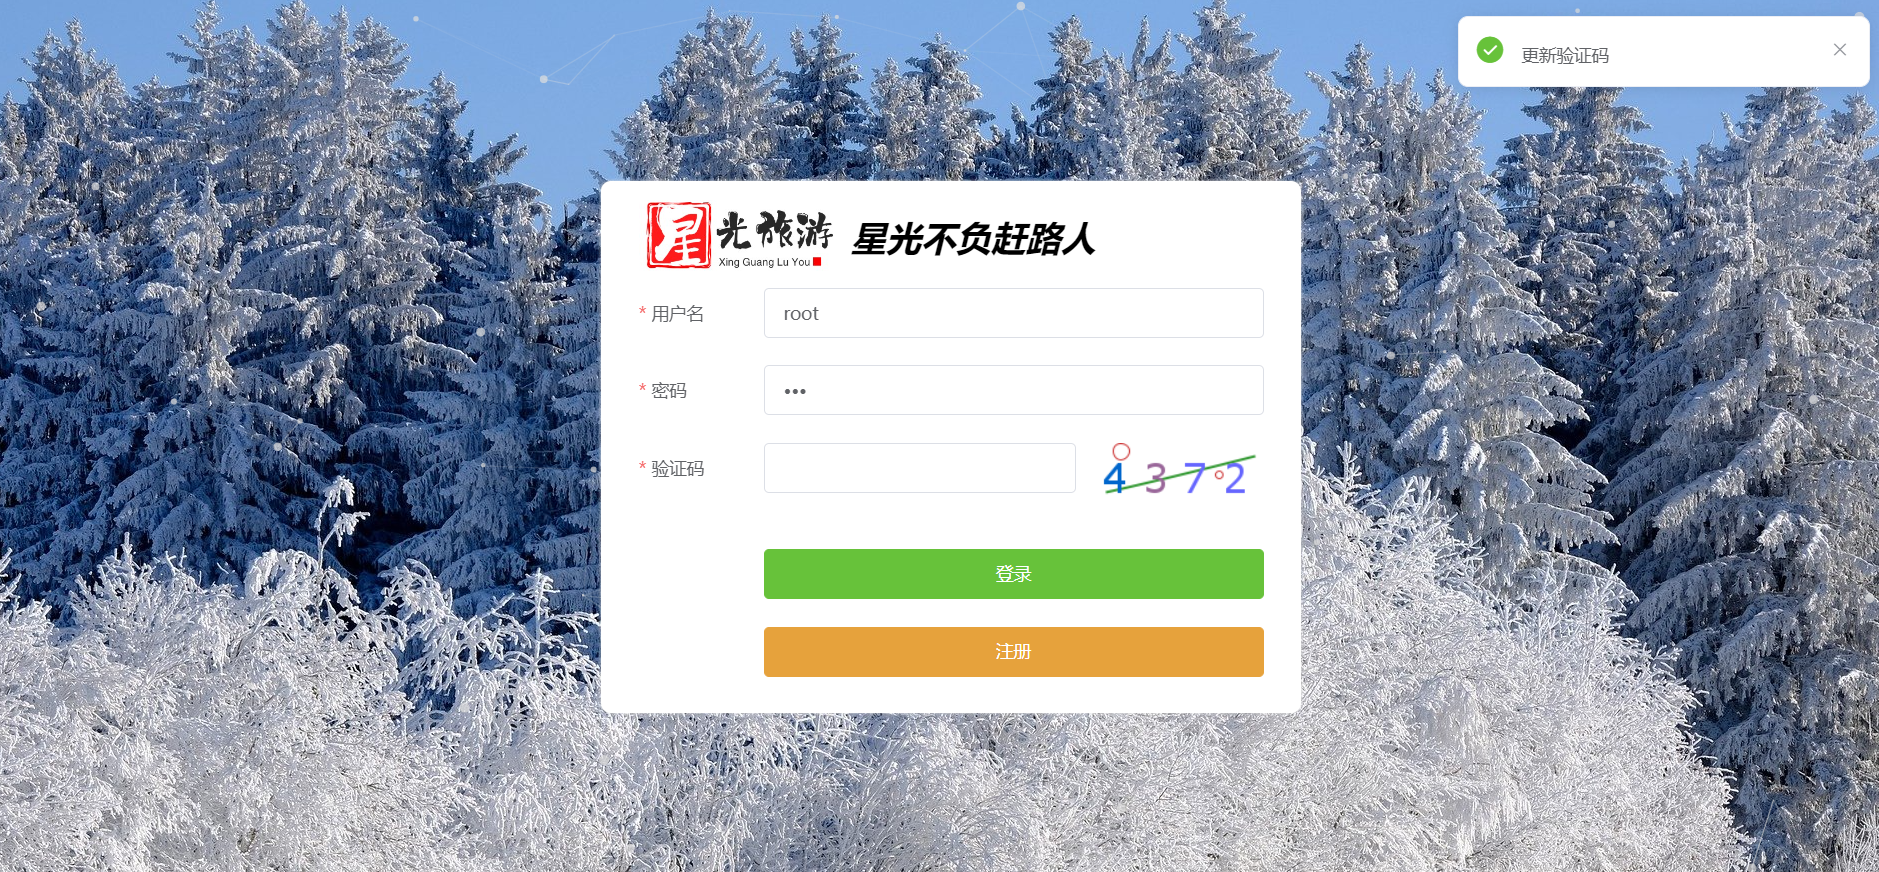 更新验证码
星光旅游
Xing Guang Lu You
星光不负赶路人
* 用户名
root
* 密码
•••
* 验证码
4372
登录
注册